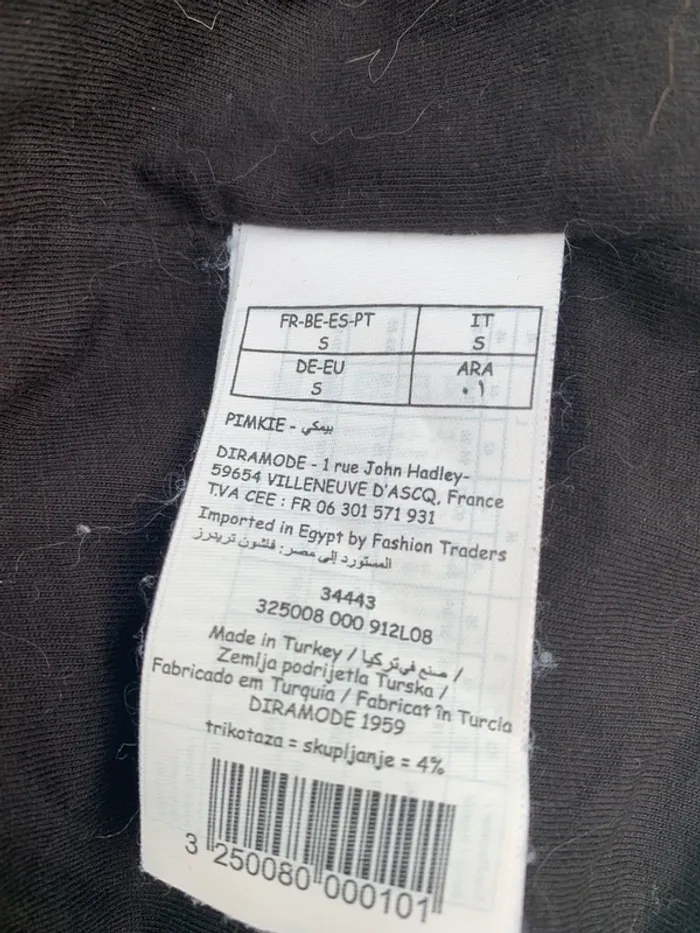 FR-BE-ES-PT IT
S S
DE-EU ARA
S ٠١
PIMKIE - بيمكي
DIRAMODE - 1 rue John Hadley-
59654 VILLENEUVE D'ASCQ, France
TVA CEE : FR 06 301 571 931
Imported in Egypt by Fashion Traders
المستورد إلى مصر: فاشون تريدرز
34443
325008 000 912L08
Made in Turkey / صنع في تركيا /
Zemlja podrijetla Turska /
Fabricado em Turquia / Fabricat în Turcia
DIRAMODE 1959
trikotaza = skupljanje = 4%
3 250080 000101